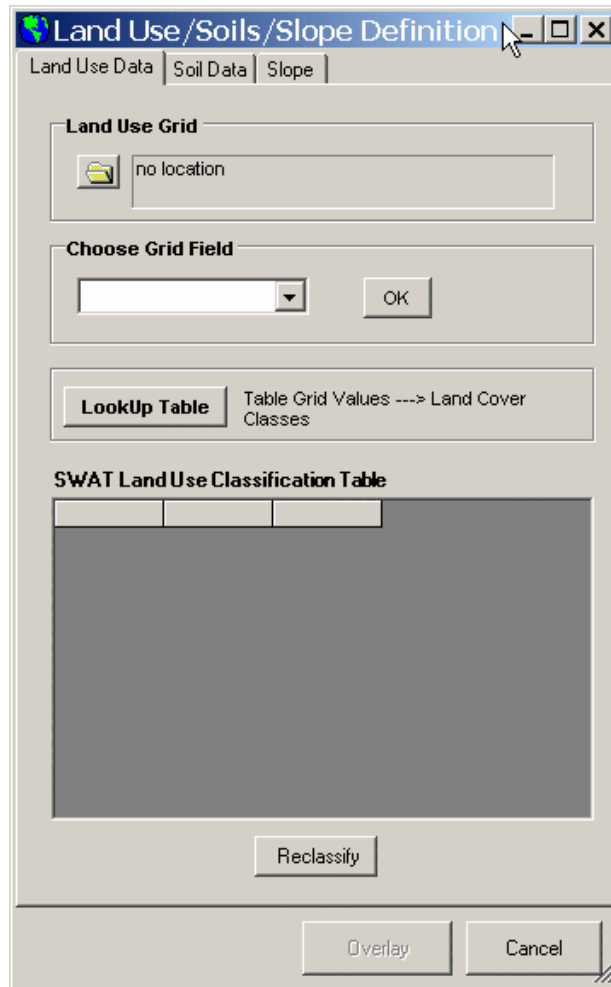 Land Use/Soils/Slope Definition
Land Use Data Soil Data Slope
Land Use Grid
no location
Choose Grid Field
OK
LookUp Table
Table Grid Values ---> Land Cover
Classes
SWAT Land Use Classification Table
Reclassify
Overlay Cancel